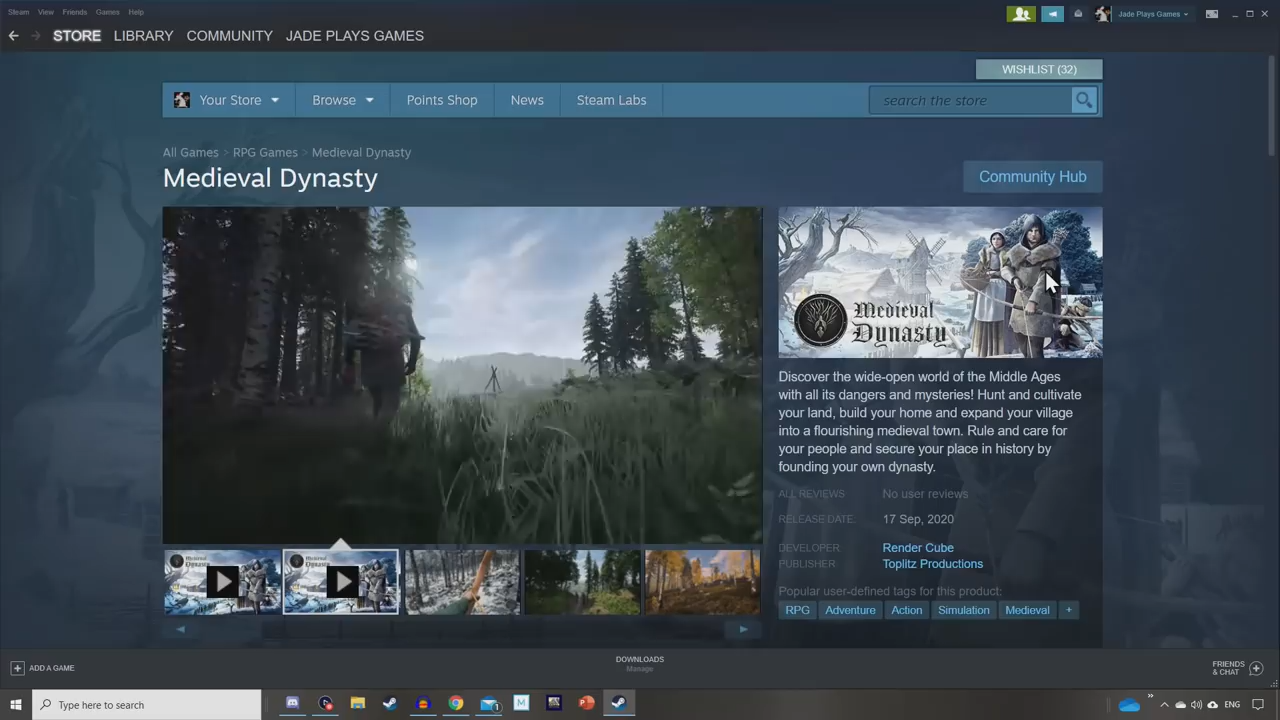 Steam View Friends Games Help
Jade Plays Games
STORE LIBRARY COMMUNITY JADE PLAYS GAMES
WISHLIST (32)
Your Store Browse Points Shop News Steam Labs
search the store
All Games > RPG Games > Medieval Dynasty
Medieval Dynasty
Community Hub
Medieval
Dynasty
Discover the wide-open world of the Middle Ages
with all its dangers and mysteries! Hunt and cultivate
your land, build your home and expand your village
into a flourishing medieval town. Rule and care for
your people and secure your place in history by
founding your own dynasty.
ALL REVIEWS: No user reviews
RELEASE DATE: 17 Sep, 2020
DEVELOPER: Render Cube
PUBLISHER: Toplitz Productions
Popular user-defined tags for this product:
RPG Adventure Action Simulation Medieval +
ADD A GAME
DOWNLOADS
Manage
FRIENDS
& CHAT
Type here to search
ENG